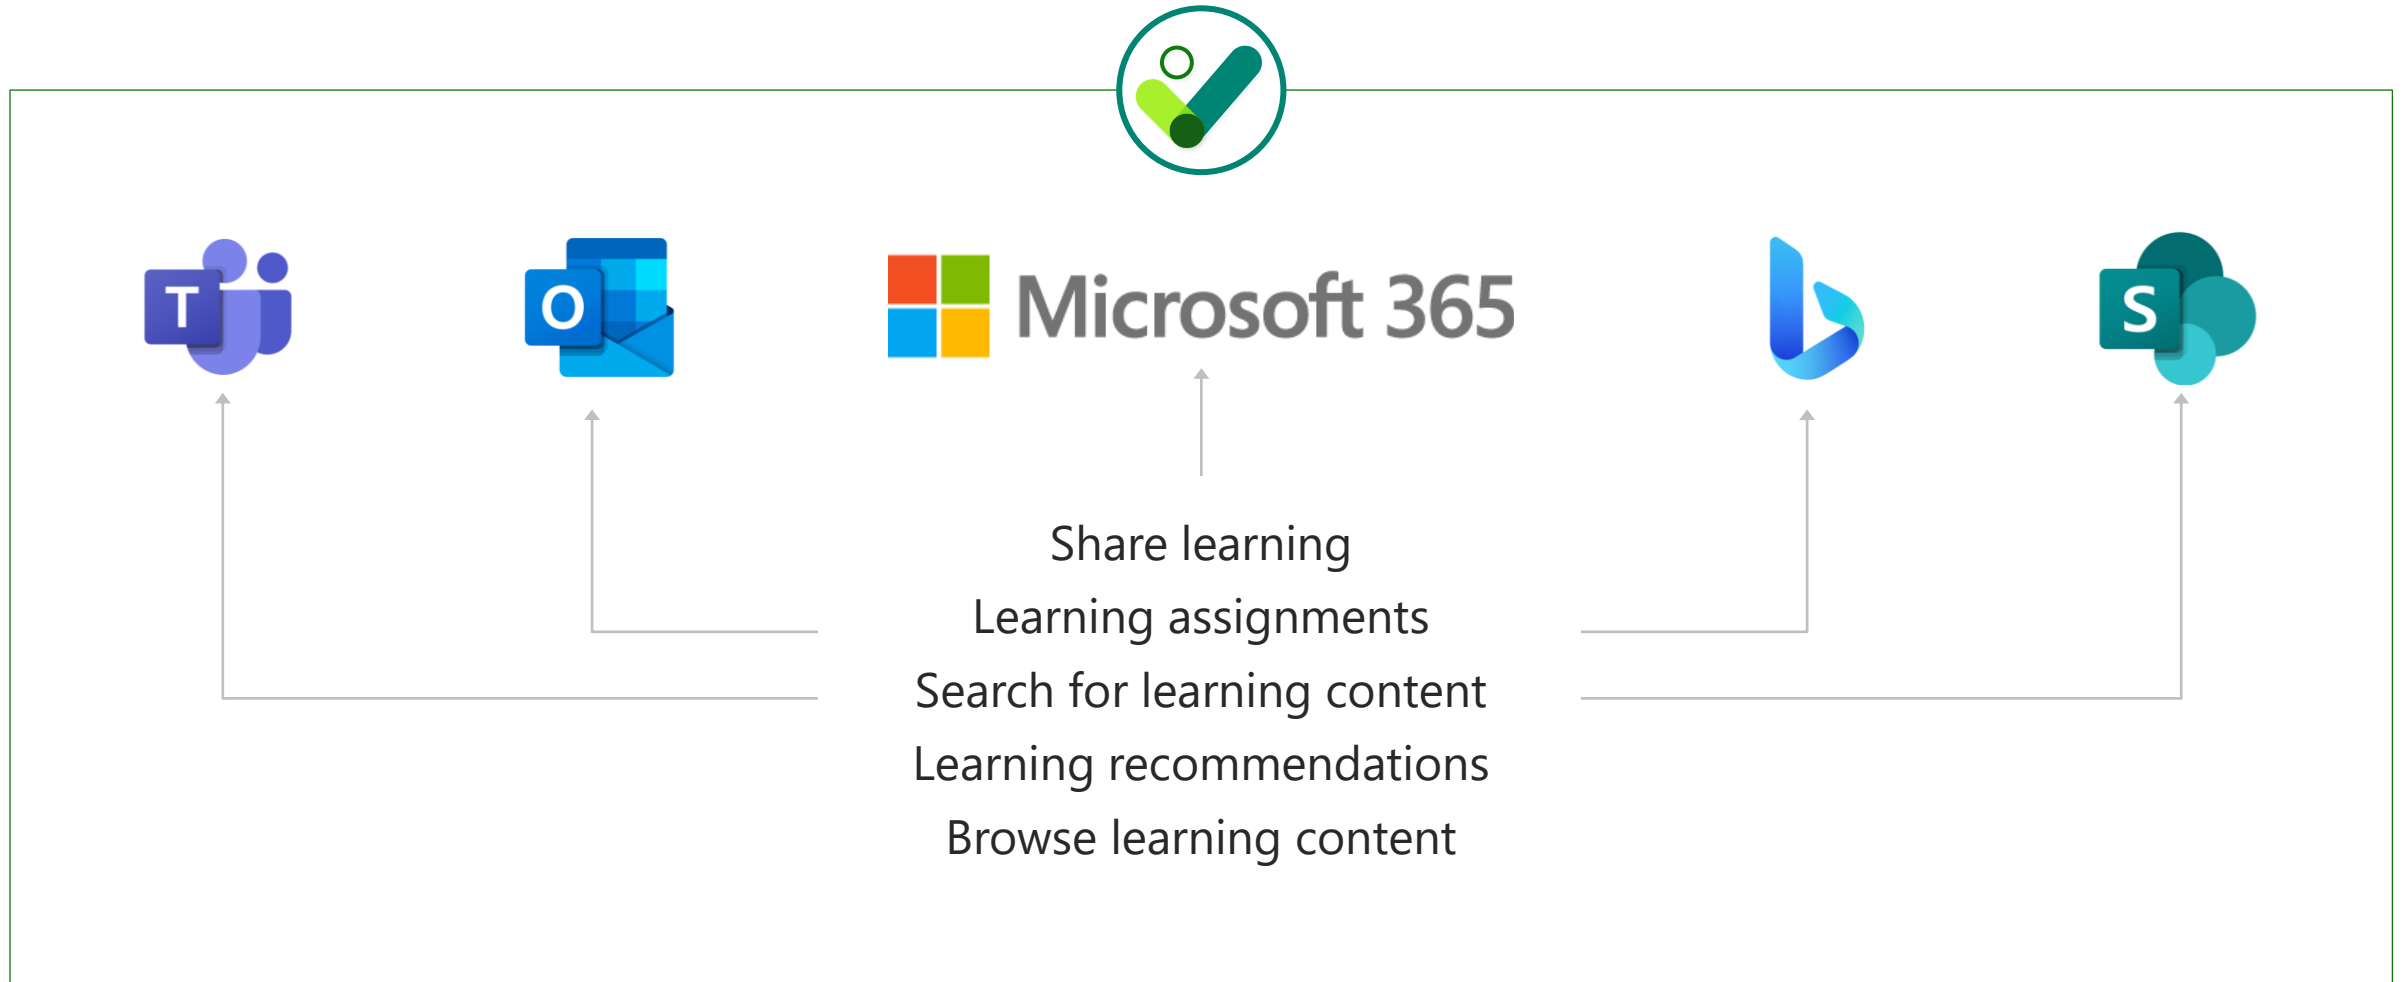 T
O
Microsoft 365
S
Share learning
Learning assignments
Search for learning content
Learning recommendations
Browse learning content